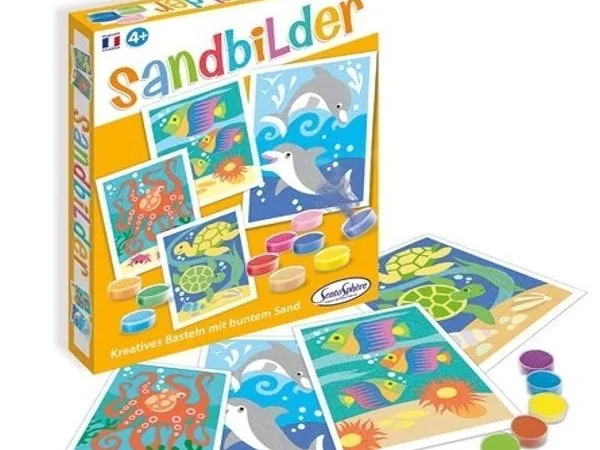 4+
Sandbilder
Sandbilder
SentoSphère
Kreatives Basteln mit buntem Sand